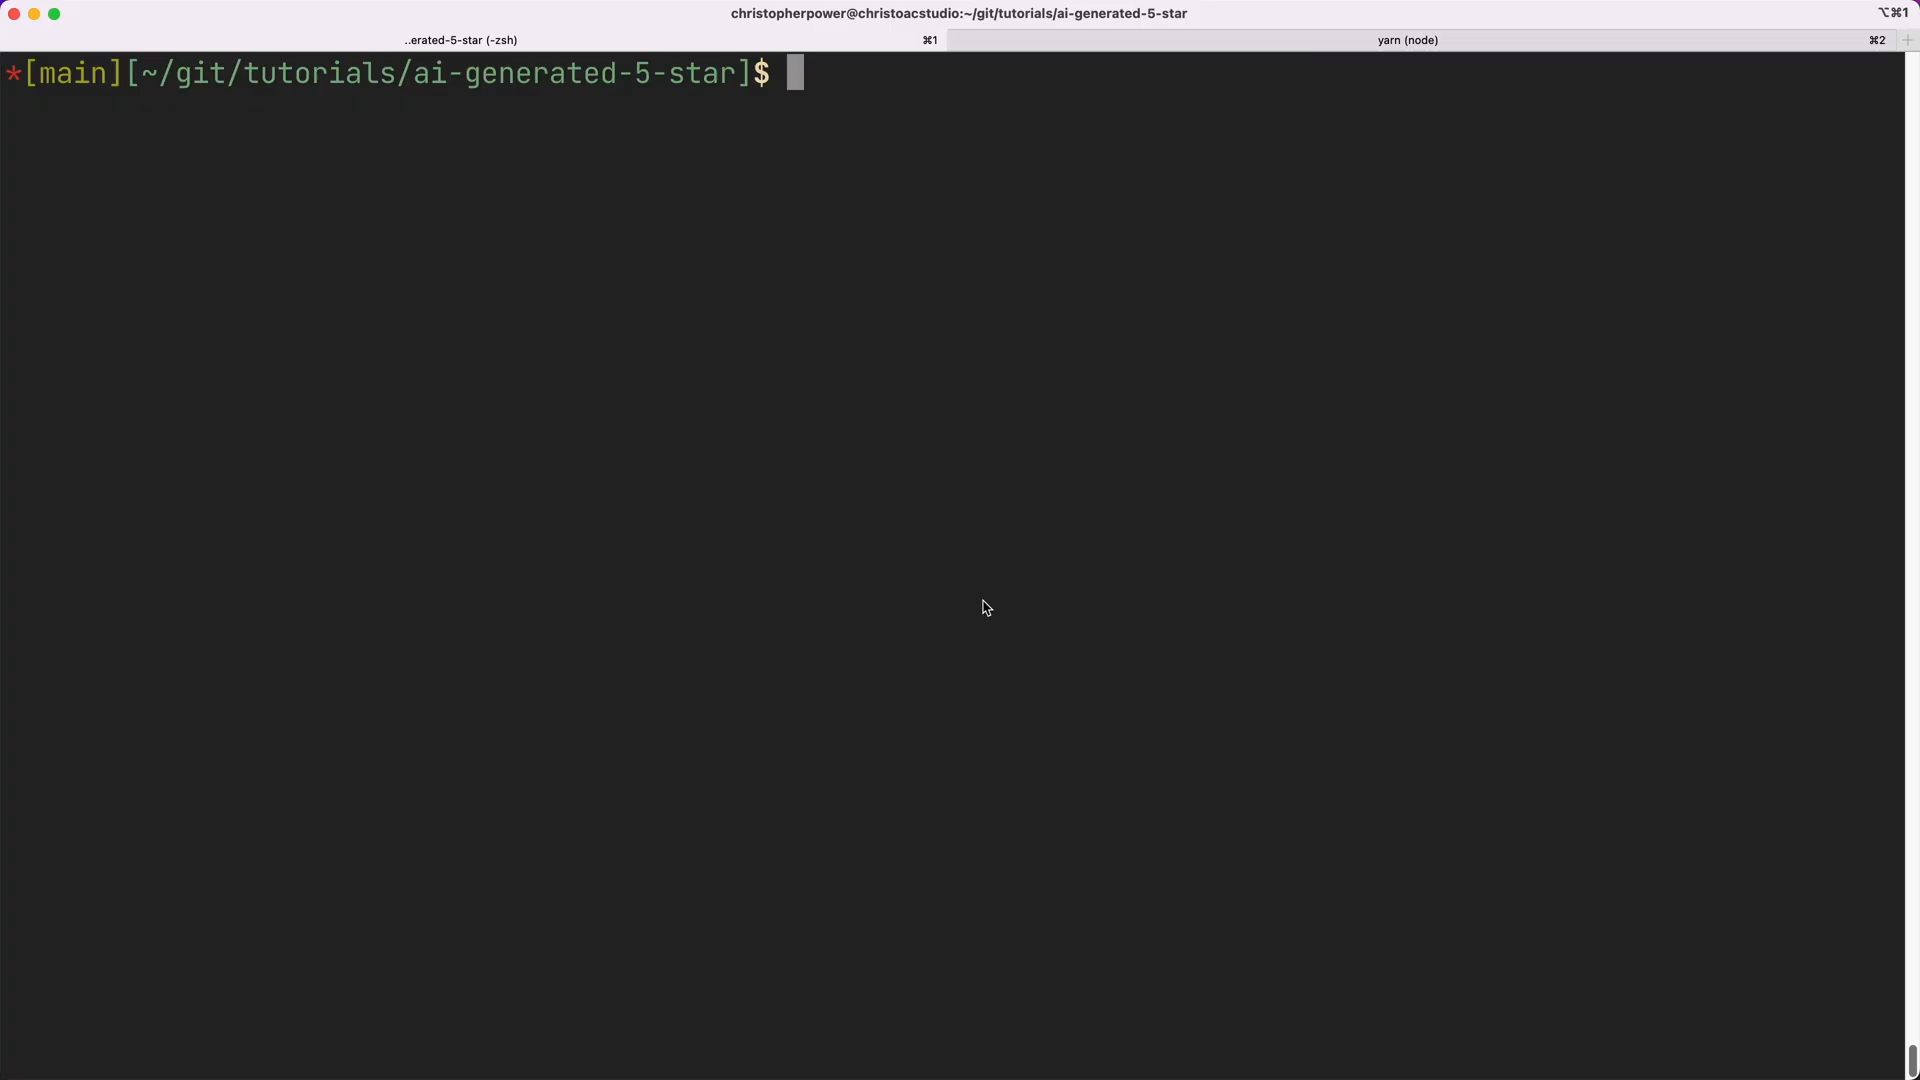 christopherpower@christoacstudio:~/git/tutorials/ai-generated-5-star
⌥⌘1
..erated-5-star (-zsh)
⌘1
yarn (node)
⌘2
*[main][~/git/tutorials/ai-generated-5-star]$